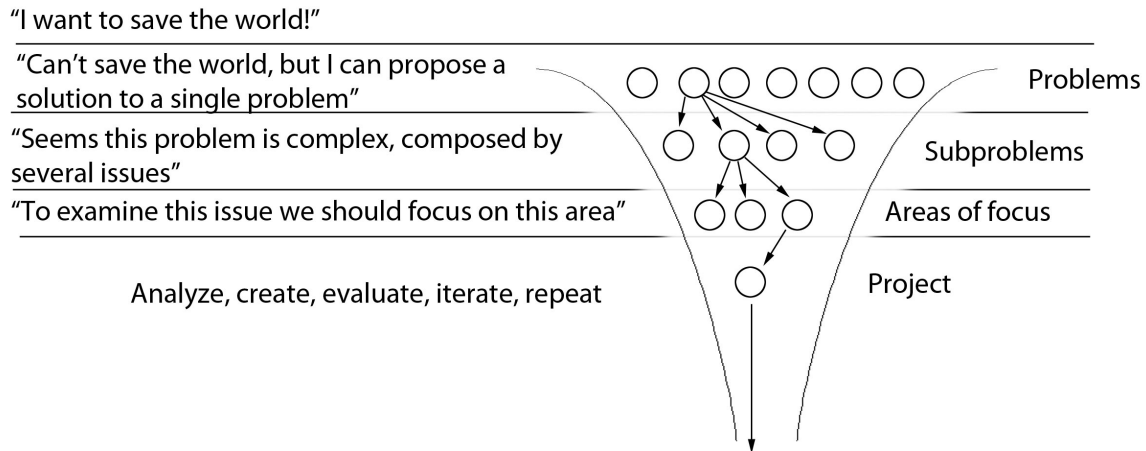 “I want to save the world!”
“Can’t save the world, but I can propose a
solution to a single problem”
Problems
“Seems this problem is complex, composed by
several issues”
Subproblems
“To examine this issue we should focus on this area”
Areas of focus
Analyze, create, evaluate, iterate, repeat
Project